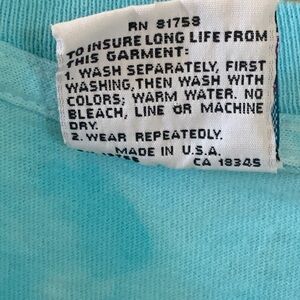 RN 81758
TO INSURE LONG LIFE FROM
THIS GARMENT:
1. WASH SEPARATELY, FIRST
WASHING, THEN WASH WITH
COLORS; WARM WATER. NO
BLEACH, LINE OR MACHINE
DRY.
2. WEAR REPEATEDLY.
MADE IN U.S.A.
CA 18345